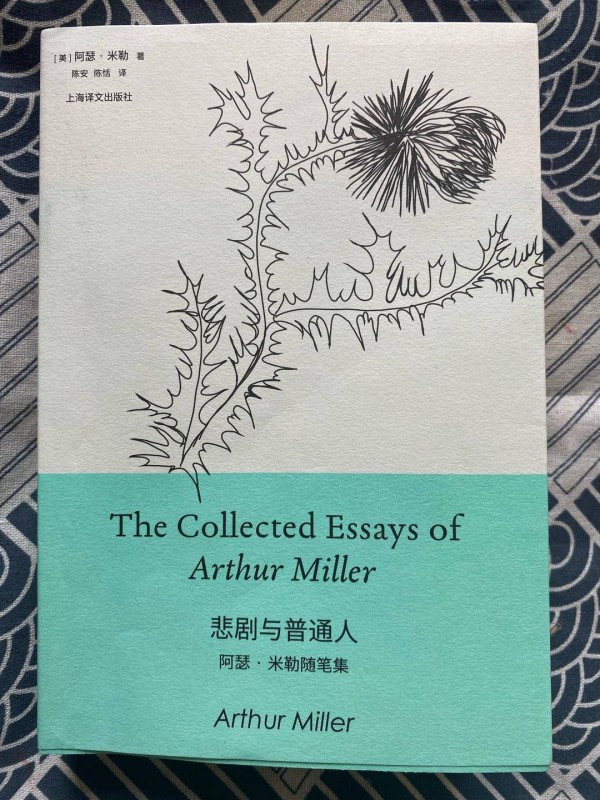 [美]阿瑟·米勒 著
陈安 陈恬 译
上海译文出版社
The Collected Essays of
Arthur Miller
悲剧与普通人
阿瑟·米勒随笔集
Arthur Miller